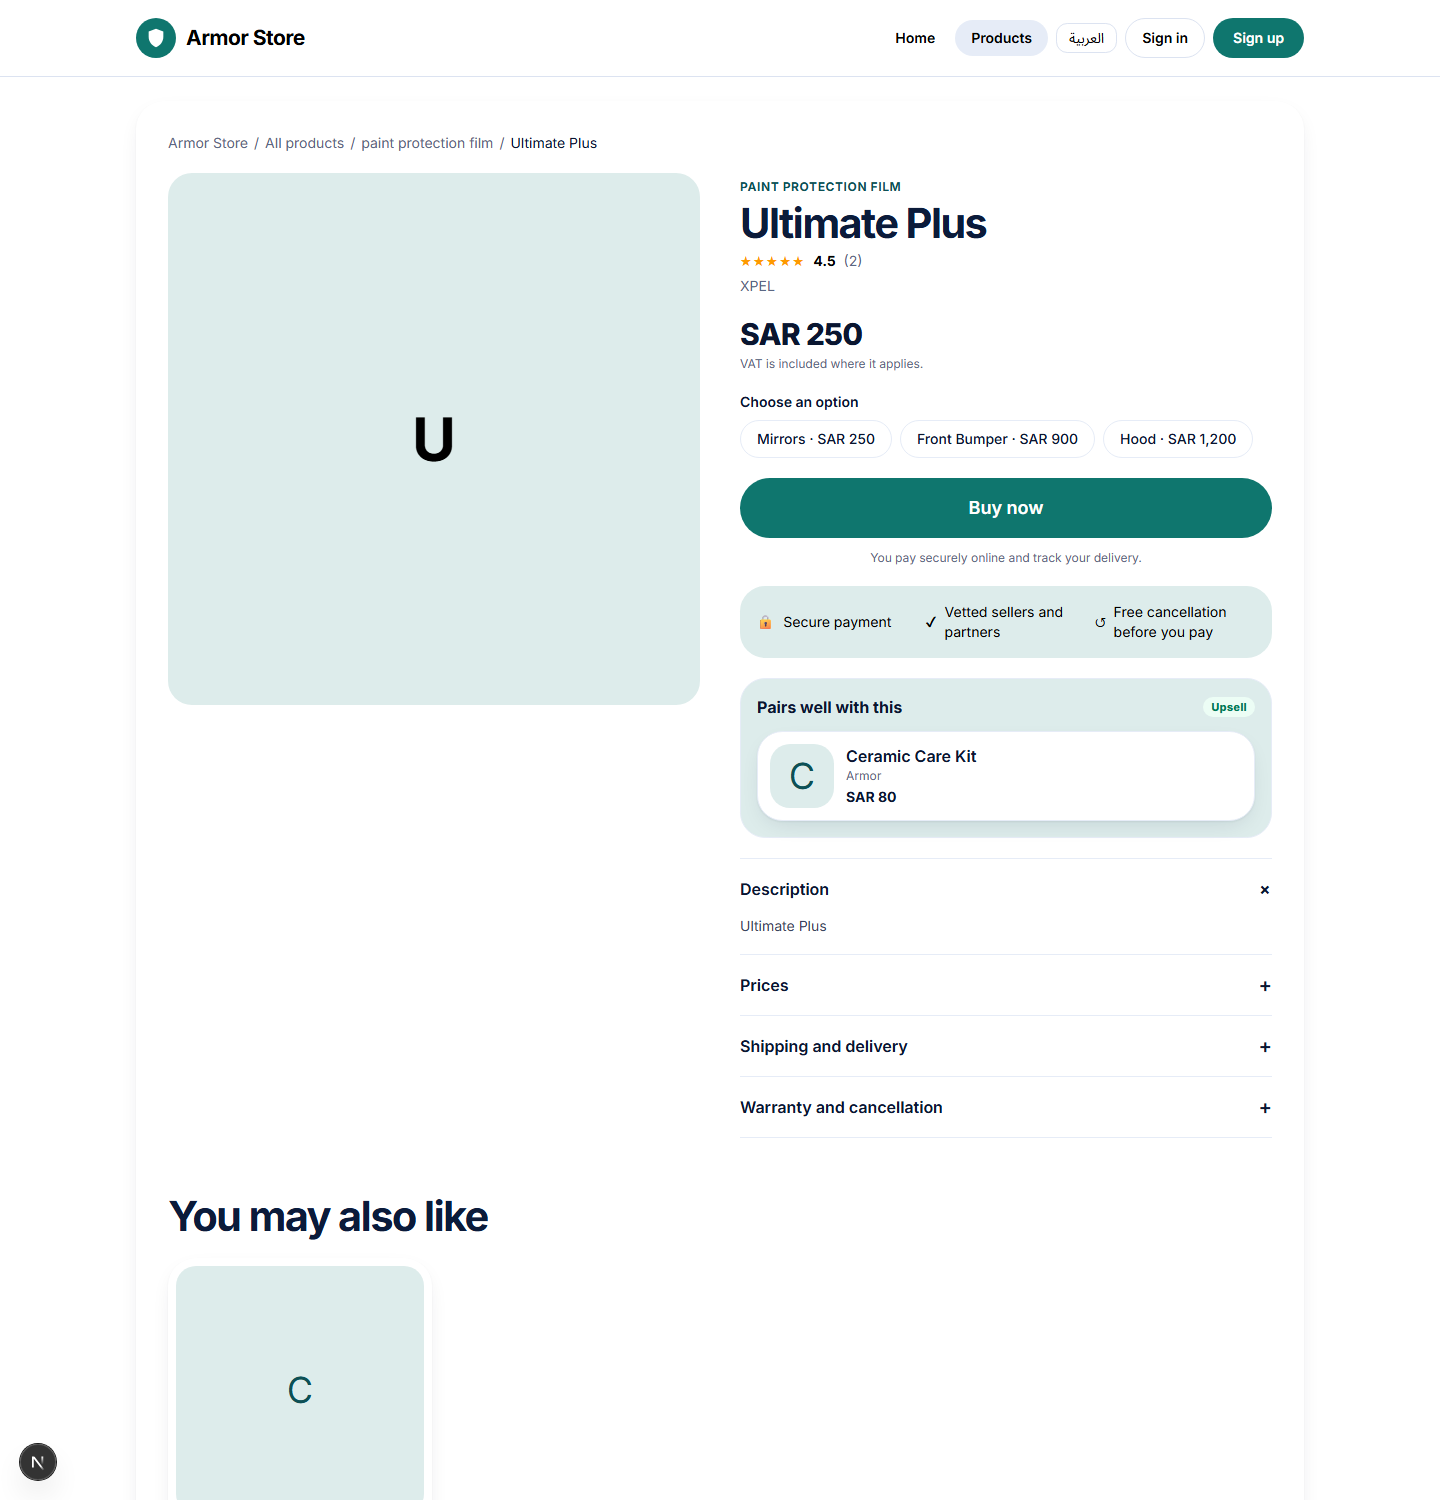 Armor Store
Home
Products
العربية
Sign in
Sign up
Armor Store / All products / paint protection film / Ultimate Plus
U
PAINT PROTECTION FILM
Ultimate Plus
★★★★★ 4.5 (2)
XPEL
SAR 250
VAT is included where it applies.
Choose an option
Mirrors · SAR 250
Front Bumper · SAR 900
Hood · SAR 1,200
Buy now
You pay securely online and track your delivery.
Secure payment
Vetted sellers and
partners
Free cancellation
before you pay
Pairs well with this
Upsell
C
Ceramic Care Kit
Armor
SAR 80
Description
Ultimate Plus
Prices
Shipping and delivery
Warranty and cancellation
You may also like
C
N